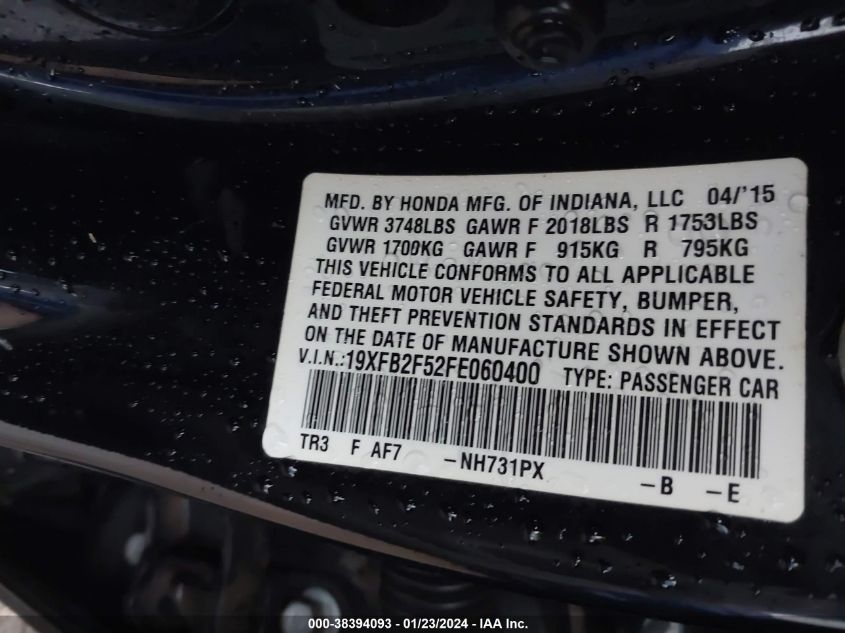 MFD. BY HONDA MFG. OF INDIANA, LLC 04/'15
GVWR 3748LBS GAWR F 2018LBS R 1753LBS
GVWR 1700KG GAWR F 915KG R 795KG
THIS VEHICLE CONFORMS TO ALL APPLICABLE
FEDERAL MOTOR VEHICLE SAFETY, BUMPER,
AND THEFT PREVENTION STANDARDS IN EFFECT
ON THE DATE OF MANUFACTURE SHOWN ABOVE.
V.I.N.:19XFB2F52FE060400 TYPE: PASSENGER CAR
TR3 F AF7 -NH731PX -B -E
000-38394093 - 01/23/2024 - IAA Inc.